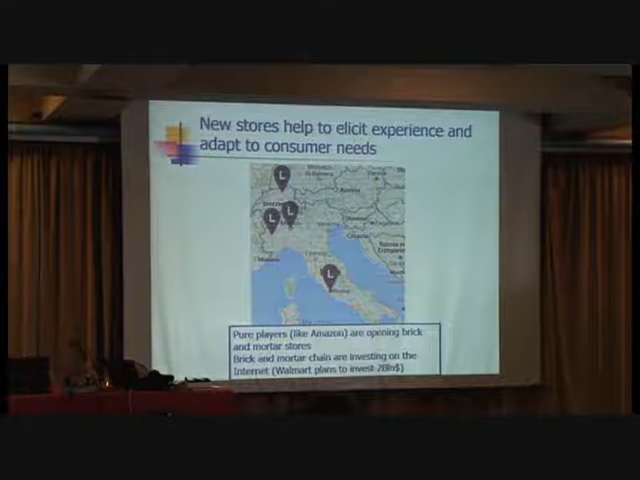 New stores help to elicit experience and
adapt to consumer needs
L
L
L
L
Austria
Pure players (like Amazon) are opening brick
and mortar stores
Brick and mortar chain are investing on the
Internet (Walmart plans to invest 2Bln$)